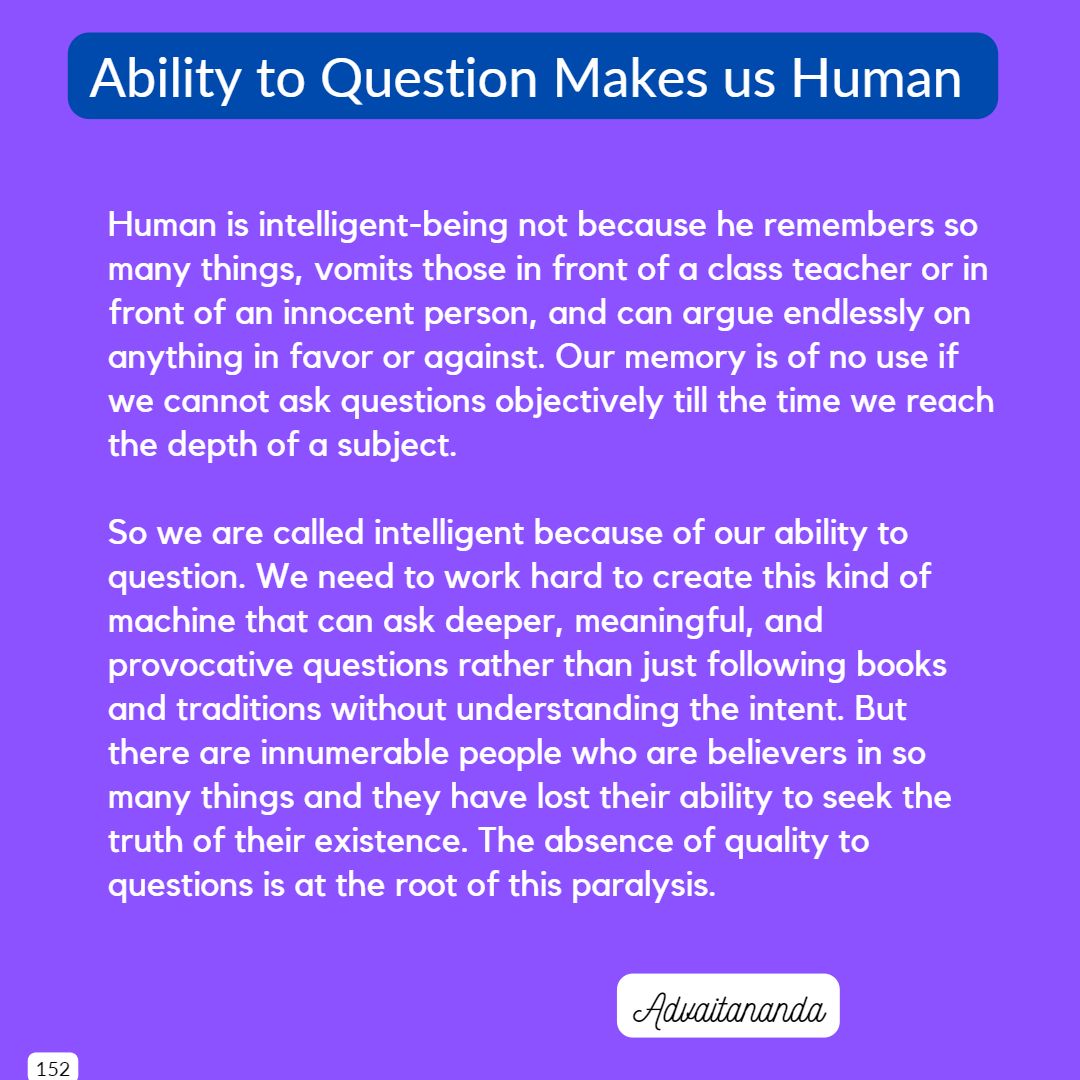 Ability to Question Makes us Human
Human is intelligent-being not because he remembers so
many things, vomits those in front of a class teacher or in
front of an innocent person, and can argue endlessly on
anything in favor or against. Our memory is of no use if
we cannot ask questions objectively till the time we reach
the depth of a subject.
So we are called intelligent because of our ability to
question. We need to work hard to create this kind of
machine that can ask deeper, meaningful, and
provocative questions rather than just following books
and traditions without understanding the intent. But
there are innumerable people who are believers in so
many things and they have lost their ability to seek the
truth of their existence. The absence of quality to
questions is at the root of this paralysis.
Advaitananda
152